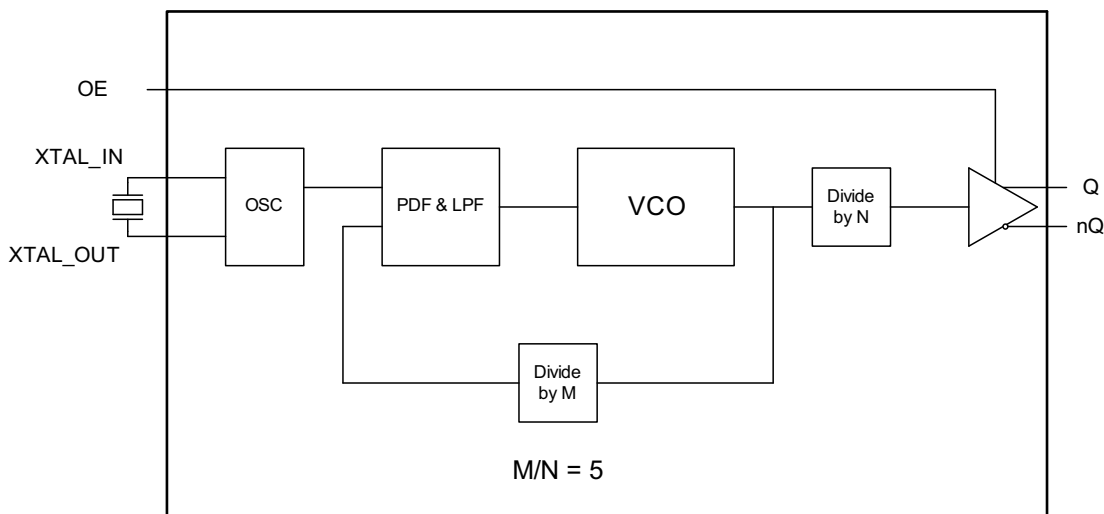 OE
XTAL_IN
XTAL_OUT
OSC
PDF & LPF
VCO
Divide
by N
Q
nQ
Divide
by M
M/N = 5